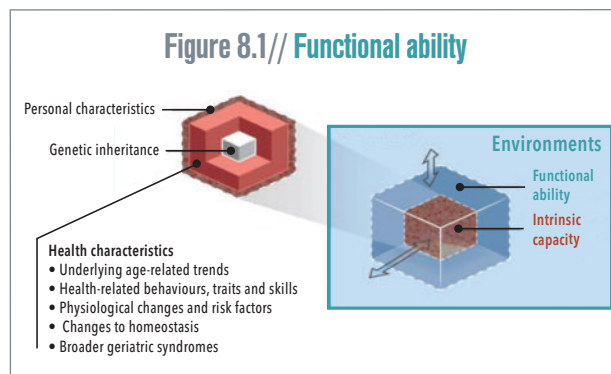 Figure 8.1// Functional ability
Personal characteristics
Genetic inheritance
Health characteristics
• Underlying age-related trends
• Health-related behaviours, traits and skills
• Physiological changes and risk factors
• Changes to homeostasis
• Broader geriatric syndromes
Environments
Functional
ability
Intrinsic
capacity